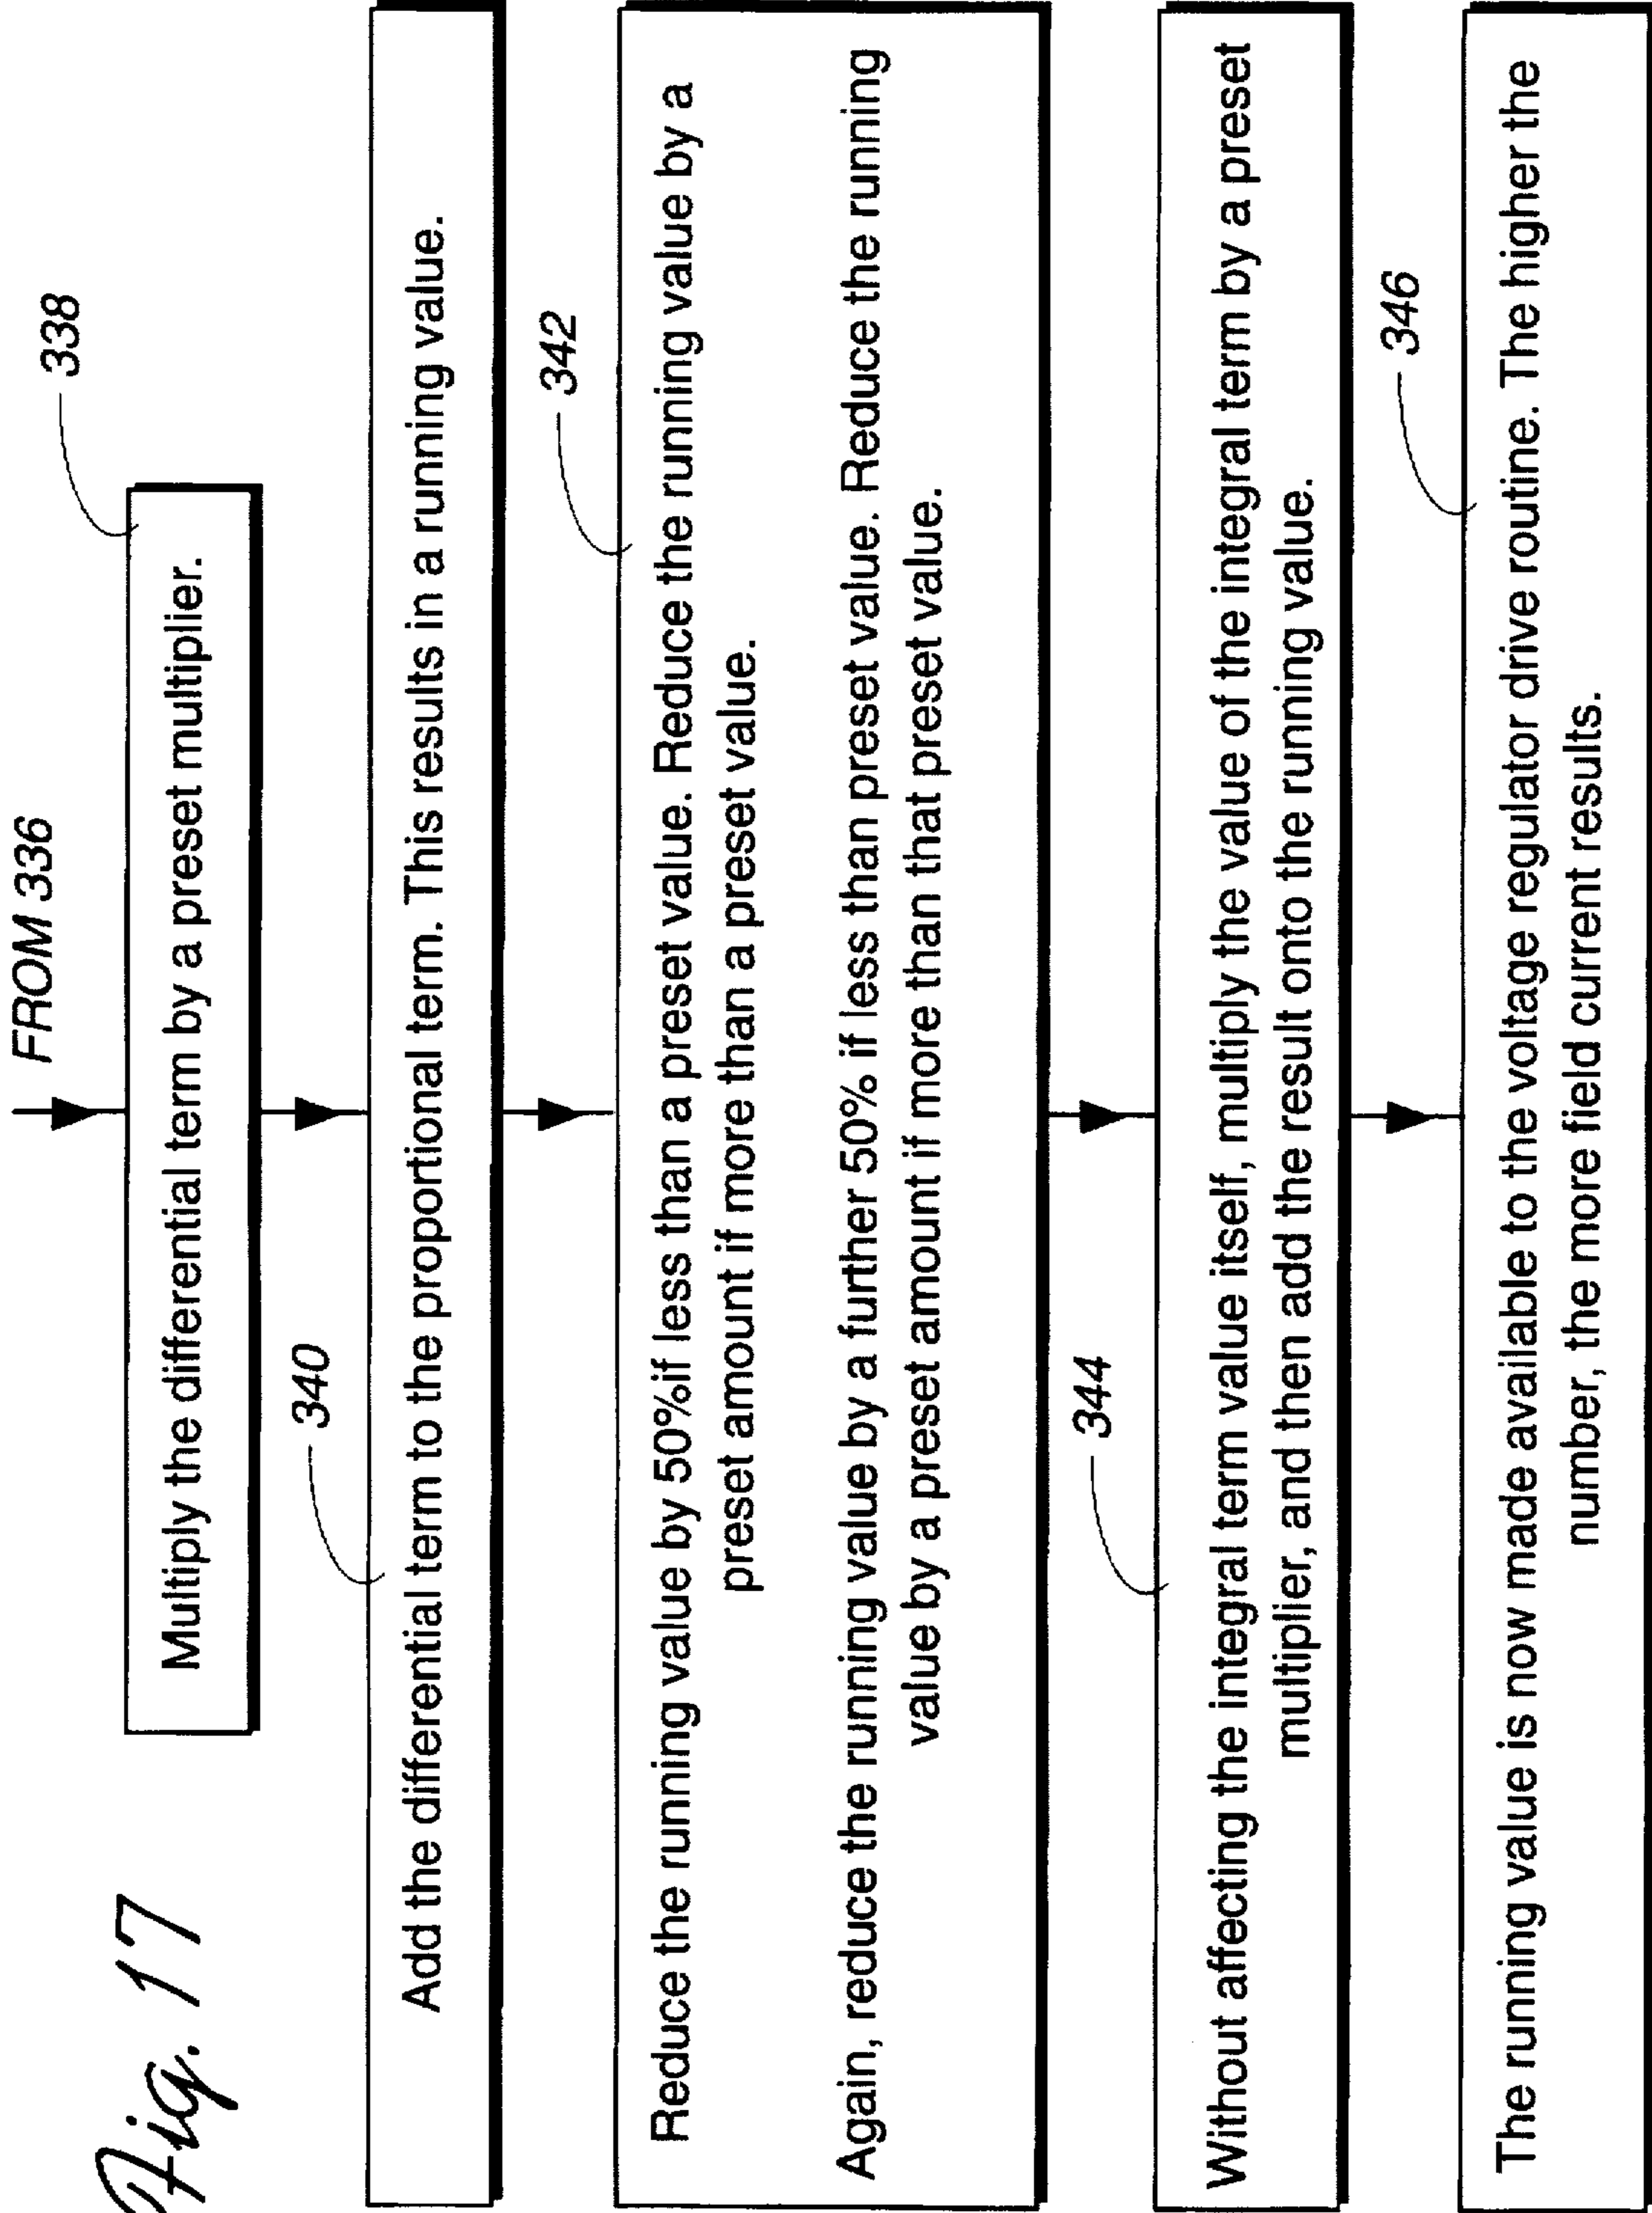 Fig. 17
FROM 336
338
Multiply the differential term by a preset multiplier.
340
Add the differential term to the proportional term. This results in a running value.
342
Reduce the running value by 50%if less than a preset value. Reduce the running value by a
preset amount if more than a preset value.
Again, reduce the running value by a further 50% if less than preset value. Reduce the running
value by a preset amount if more than that preset value.
344
Without affecting the integral term value itself, multiply the value of the integral term by a preset
multiplier, and then add the result onto the running value.
346
The running value is now made available to the voltage regulator drive routine. The higher the
number, the more field current results.